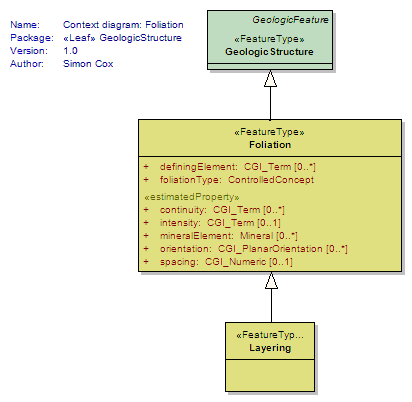 Name: Context diagram: Foliation
Package: «Leaf» GeologicStructure
Version: 1.0
Author: Simon Cox
GeologicFeature
«FeatureType»
GeologicStructure
«FeatureType»
Foliation
+ definingElement: CGI_Term [0..*]
+ foliationType: ControlledConcept
«estimatedProperty»
+ continuity: CGI_Term [0..*]
+ intensity: CGI_Term [0..1]
+ mineralElement: Mineral [0..*]
+ orientation: CGI_PlanarOrientation [0..*]
+ spacing: CGI_Numeric [0..1]
«FeatureTyp...
Layering